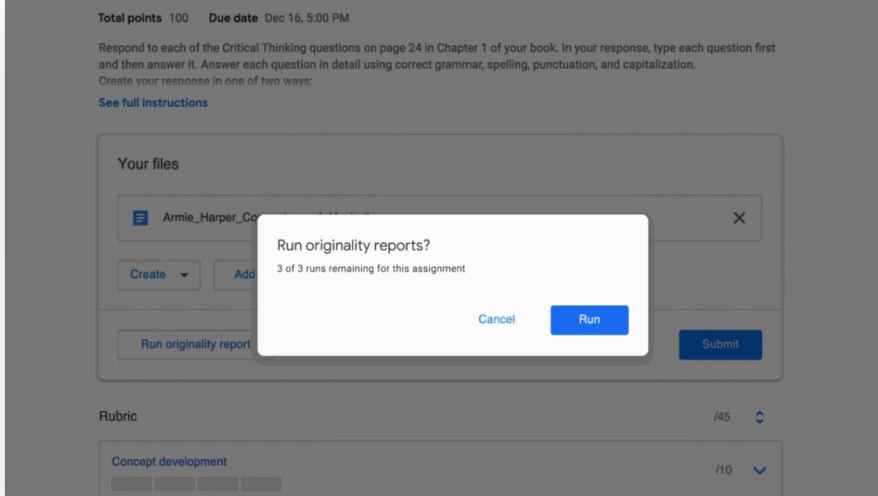 Total points 100 Due date Dec 16, 5:00 PM
Respond to each of the Critical Thinking questions on page 24 in Chapter 1 of your book. In your response, type each question first
and then answer it. Answer each question in detail using correct grammar, spelling, punctuation, and capitalization.
Create your response in one of two ways:
See full instructions
Your files
Armie_Harper_Co
Run originality reports?
3 of 3 runs remaining for this assignment
Create Add
Cancel Run
Run originality report Submit
Rubric /45
Concept development /10